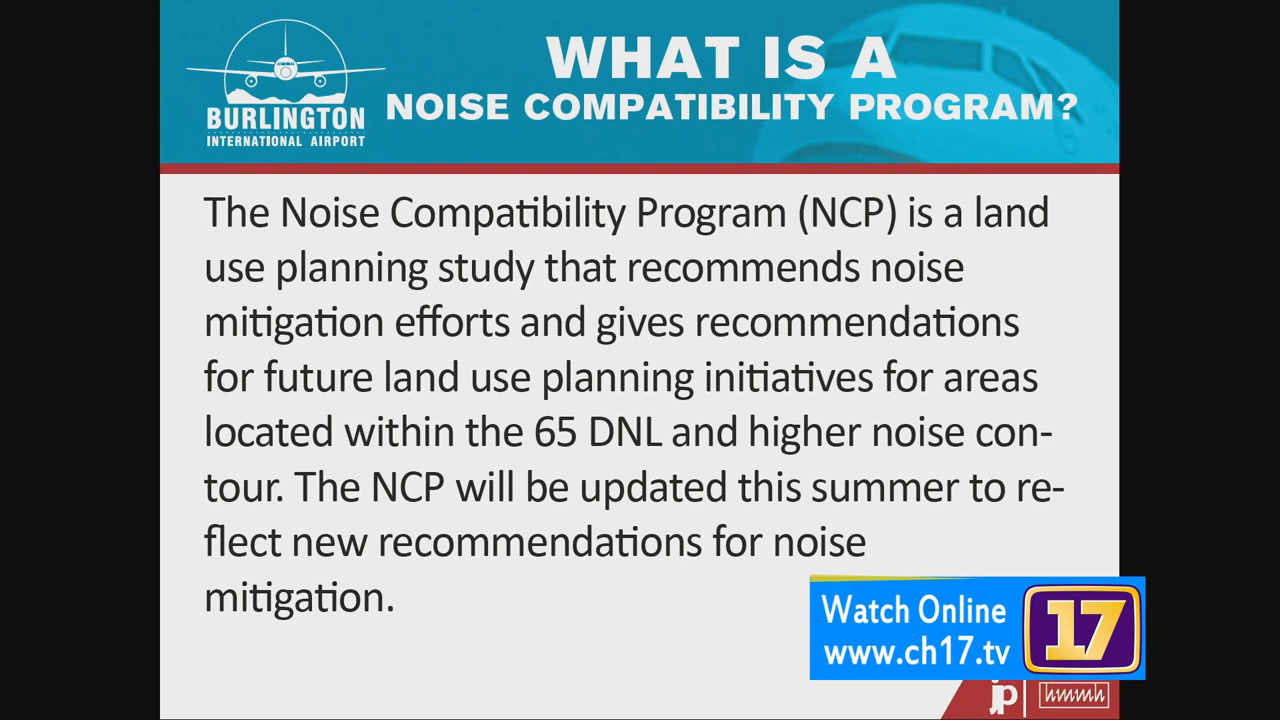 WHAT IS A
NOISE COMPATIBILITY PROGRAM?
BURLINGTON
INTERNATIONAL AIRPORT
The Noise Compatibility Program (NCP) is a land
use planning study that recommends noise
mitigation efforts and gives recommendations
for future land use planning initiatives for areas
located within the 65 DNL and higher noise con-
tour. The NCP will be updated this summer to re-
flect new recommendations for noise
mitigation.
Watch Online
www.ch17.tv
17
jp
hmmh